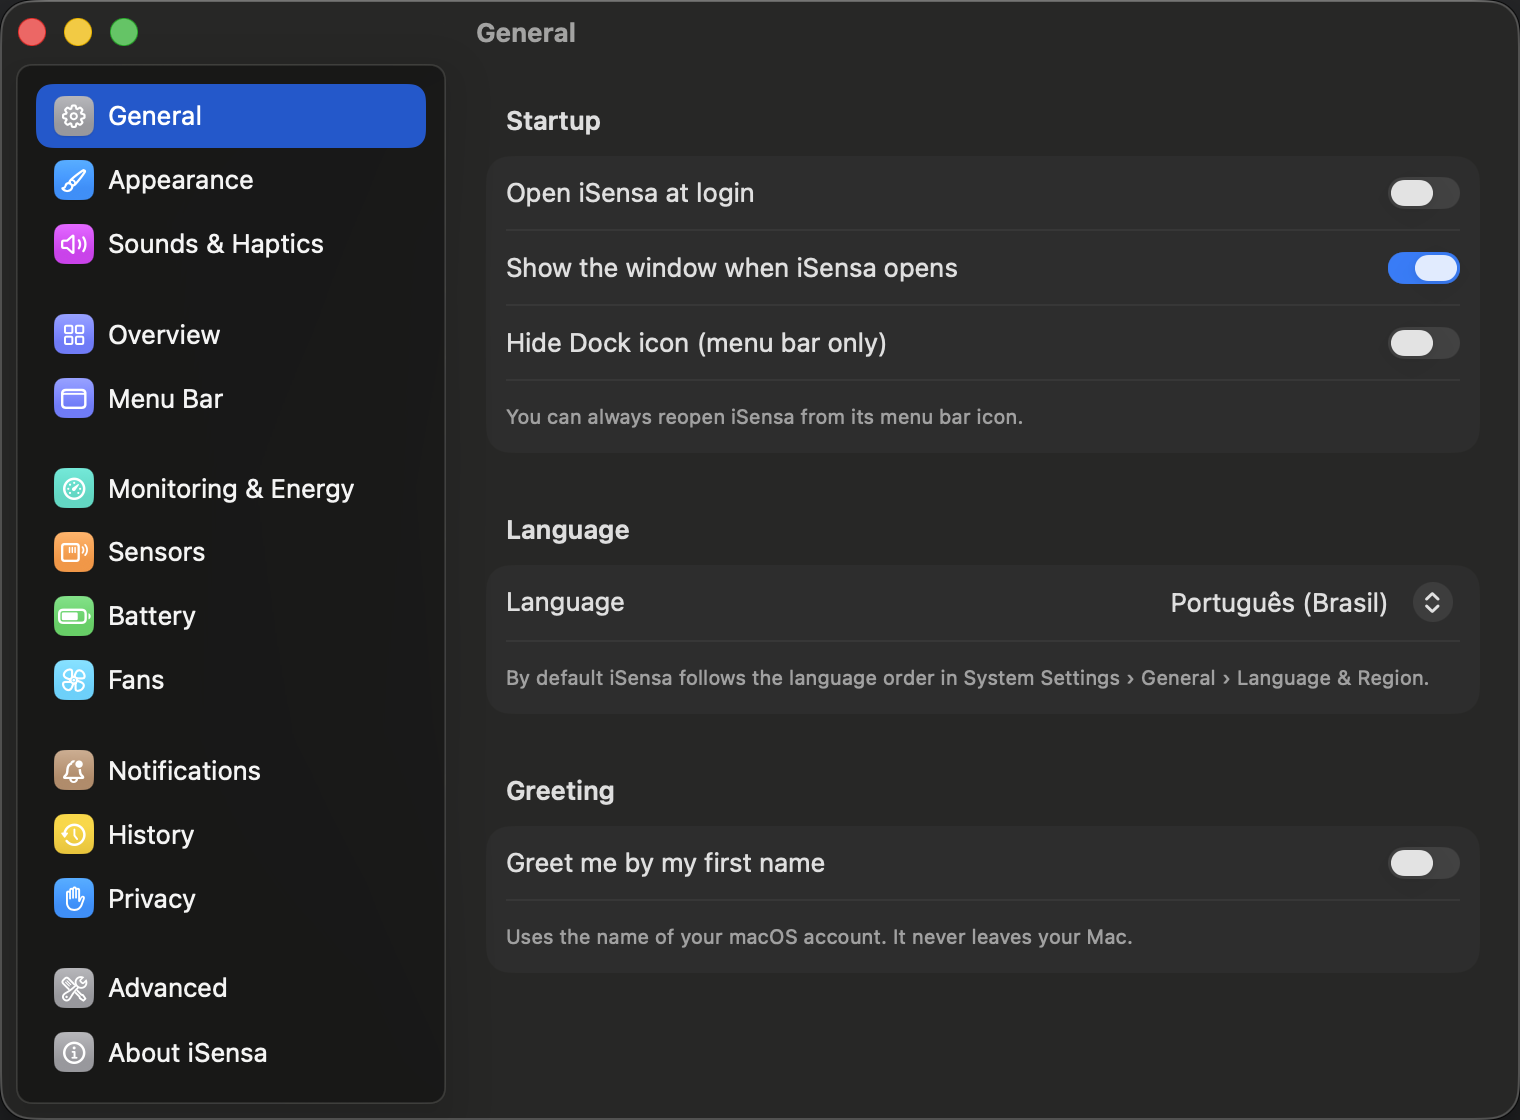 General
General
Appearance
Sounds & Haptics
Overview
Menu Bar
Monitoring & Energy
Sensors
Battery
Fans
Notifications
History
Privacy
Advanced
About iSensa
Startup
Open iSensa at login
Show the window when iSensa opens
Hide Dock icon (menu bar only)
You can always reopen iSensa from its menu bar icon.
Language
Language Português (Brasil)
By default iSensa follows the language order in System Settings › General › Language & Region.
Greeting
Greet me by my first name
Uses the name of your macOS account. It never leaves your Mac.